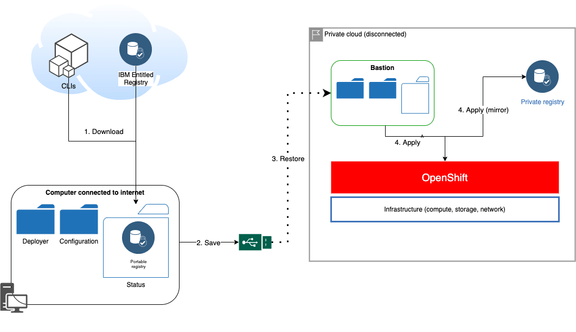 Private cloud (disconnected)
CLIs
IBM Entitled
Registry
Bastion
Private registry
1. Download
4. Apply (mirror)
4. Apply
3. Restore
OpenShift
Computer connected to internet
Infrastructure (compute, storage, network)
Deployer
Configuration
2. Save
Portable
registry
Status